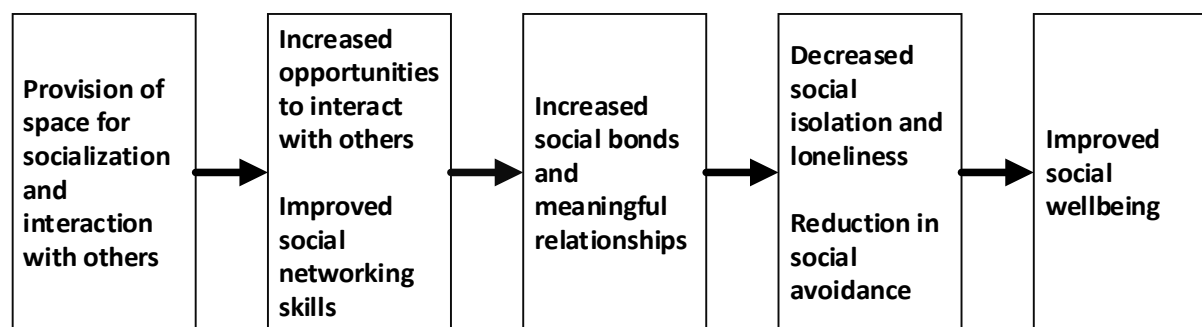 Provision of
space for
socialization
and
interaction
with others
Increased
opportunities
to interact
with others
Improved
social
networking
skills
Increased
social bonds
and
meaningful
relationships
Decreased
social
isolation and
loneliness
Reduction in
social
avoidance
Improved
social
wellbeing